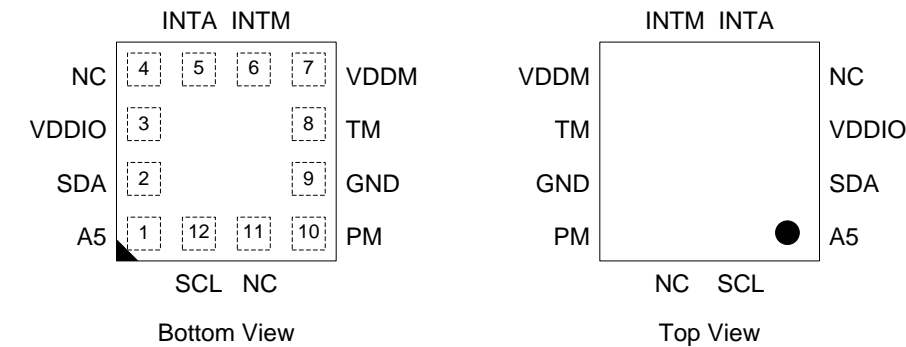 INTA INTM
NC 4 5 6 7 VDDM
VDDIO 3 8 TM
SDA 2 9 GND
A5 1 12 11 10 PM
SCL NC
Bottom View
INTM INTA
VDDM NC
TM VDDIO
GND SDA
PM A5
NC SCL
Top View